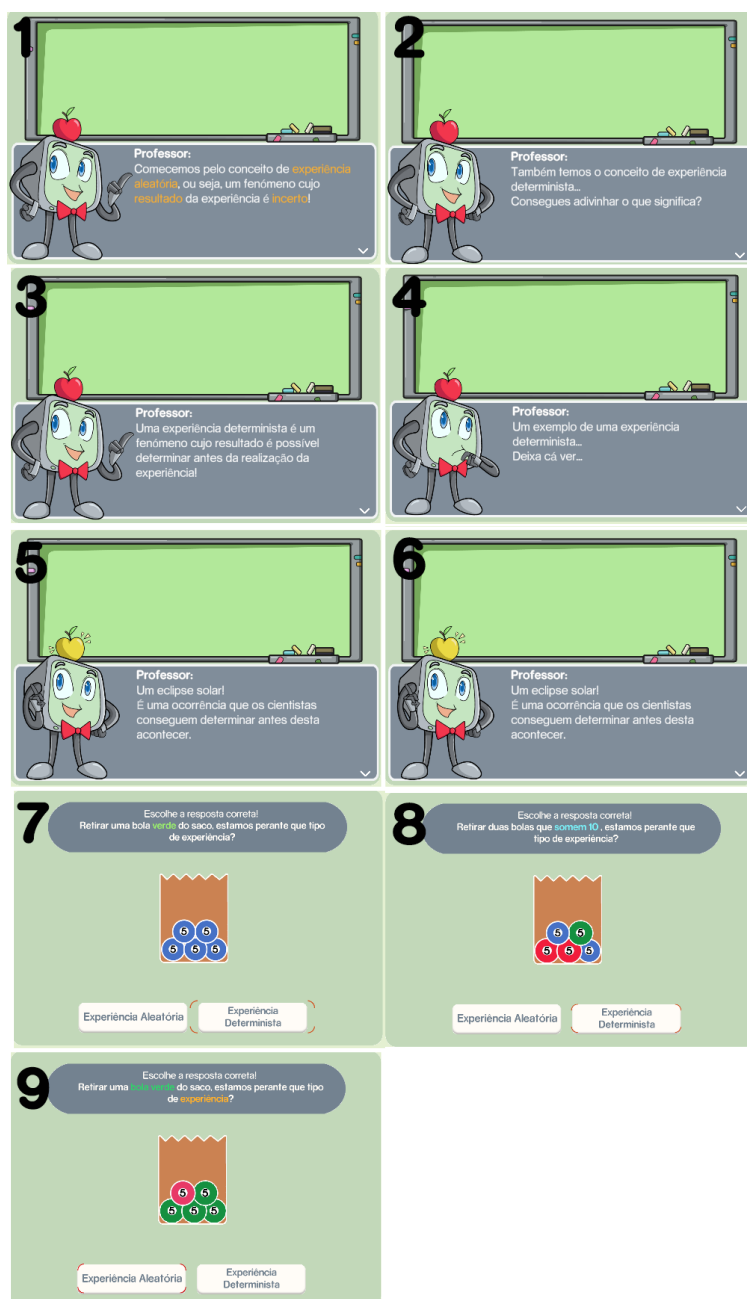 1
Professor:
Comecemos pelo conceito de experiência
aleatória, ou seja, um fenómeno cujo
resultado da experiência é incerto!
2
Professor:
Também temos o conceito de experiência
determinista...
Consegues adivinhar o que significa?
3
Professor:
Uma experiência determinista é um
fenómeno cujo resultado é possível
determinar antes da realização da
experiência!
4
Professor:
Um exemplo de uma experiência
determinista...
Deixa cá ver...
5
Professor:
Um eclipse solar!
É uma ocorrência que os cientistas
conseguem determinar antes desta
acontecer.
6
Professor:
Um eclipse solar!
É uma ocorrência que os cientistas
conseguem determinar antes desta
acontecer.
7
Escolhe a resposta correta!
Retirar uma bola verde do saco, estamos perante que tipo
de experiência?
5 5
5 5 5
Experiência Aleatória
Experiência
Determinista
8
Escolhe a resposta correta!
Retirar duas bolas que somem 10 , estamos perante que
tipo de experiência?
5 5
5 5 5
Experiência Aleatória
Experiência
Determinista
9
Escolhe a resposta correta!
Retirar uma bola verde do saco, estamos perante que tipo
de experiência?
5 5
5 5 5
Experiência Aleatória
Experiência
Determinista